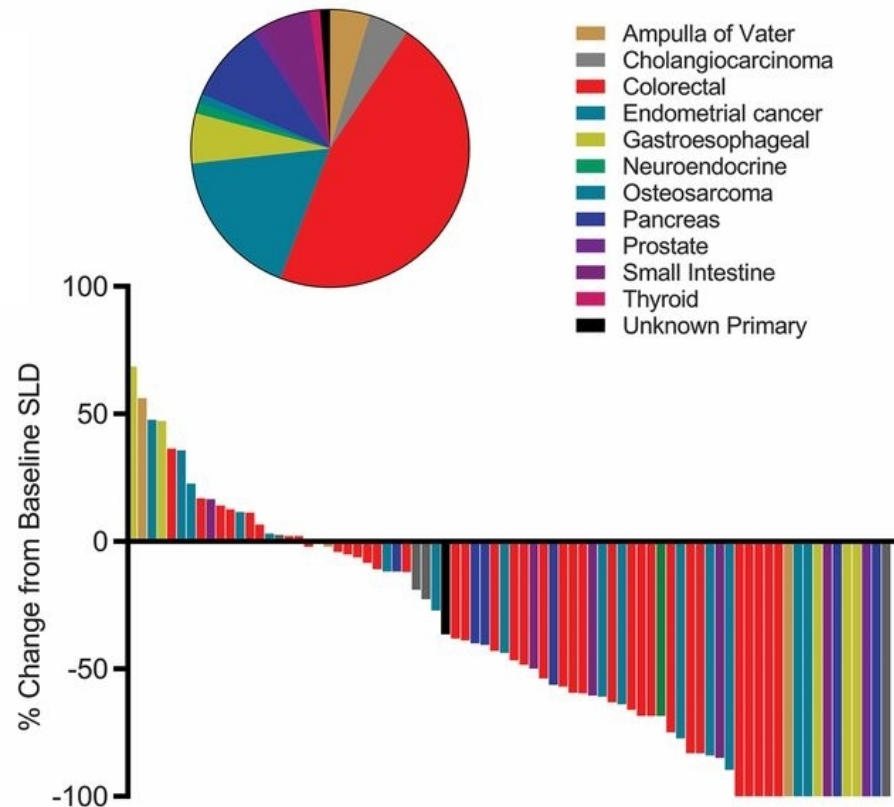 Ampulla of Vater
Cholangiocarcinoma
Colorectal
Endometrial cancer
Gastroesophageal
Neuroendocrine
Osteosarcoma
Pancreas
Prostate
Small Intestine
Thyroid
Unknown Primary
% Change from Baseline SLD
100
50
0
-50
-100